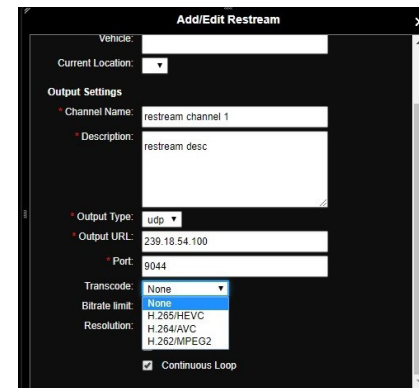 Add/Edit Restream
Vehicle:
Current Location:
Output Settings
* Channel Name: restream channel 1
* Description: restream desc
* Output Type: udp
* Output URL: 239.18.54.100
* Port: 9044
Transcode: None
Bitrate limit: None
H.265/HEVC
Resolution: H.264/AVC
H.262/MPEG2
Continuous Loop